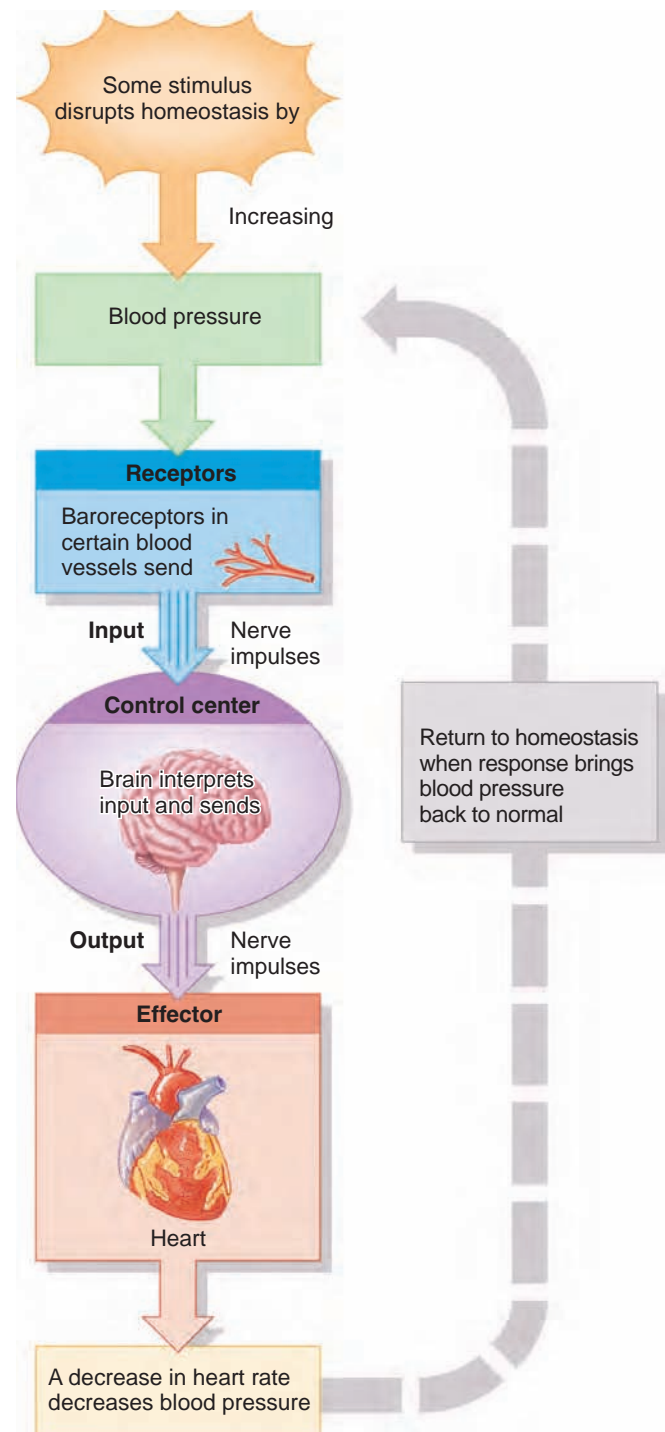 Some stimulus
disrupts homeostasis by
Increasing
Blood pressure
Receptors
Baroreceptors in
certain blood
vessels send
Input
Nerve
impulses
Control center
Brain interprets
input and sends
Output
Nerve
impulses
Effector
Heart
A decrease in heart rate
decreases blood pressure
Return to homeostasis
when response brings
blood pressure
back to normal